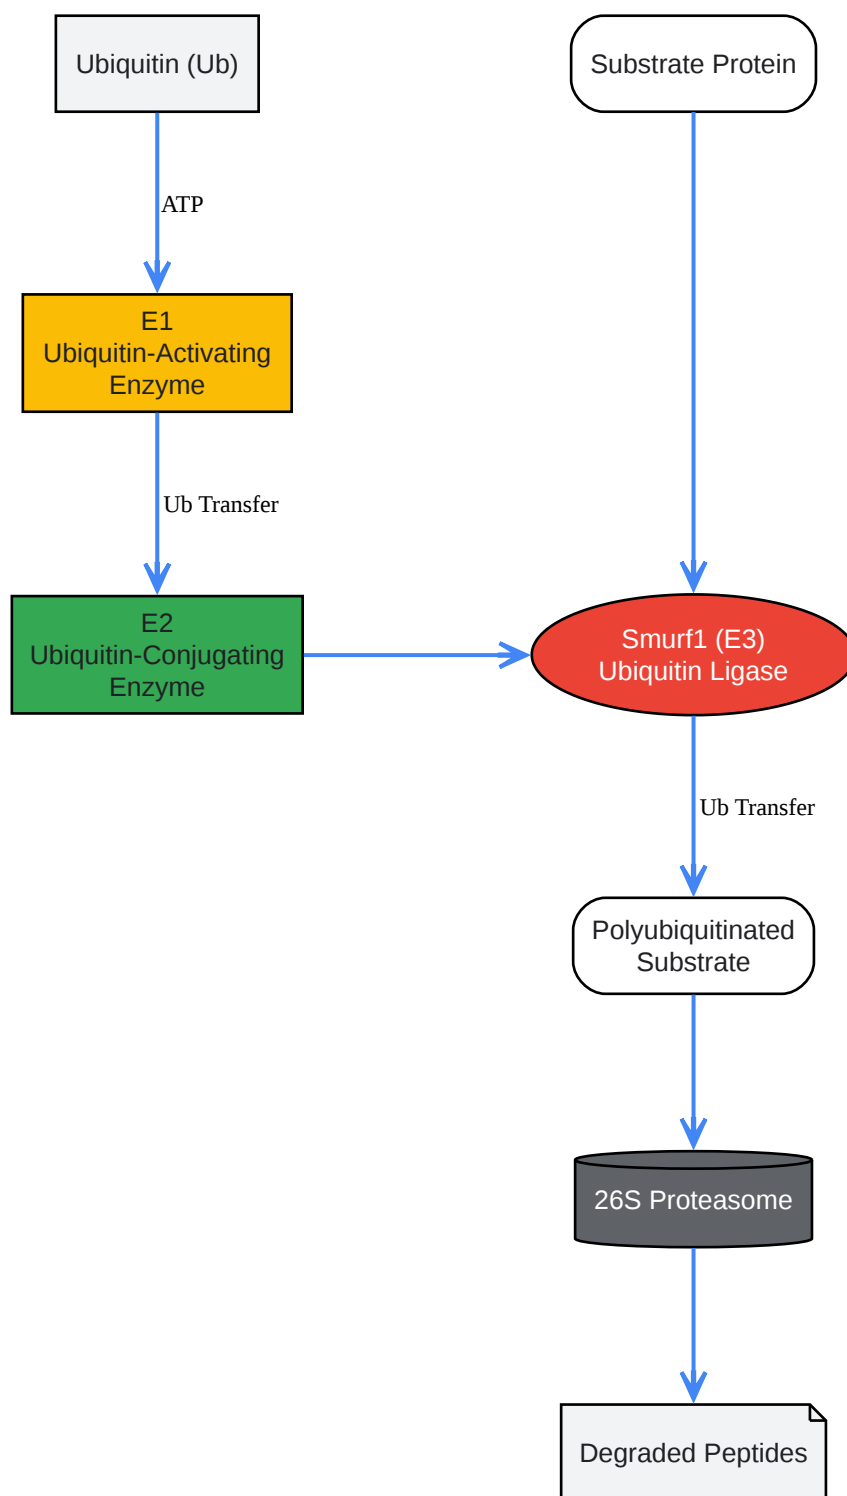 Ubiquitin (Ub)
Substrate Protein
ATP
E1
Ubiquitin-Activating
Enzyme
Ub Transfer
E2
Ubiquitin-Conjugating
Enzyme
Smurf1 (E3)
Ubiquitin Ligase
Ub Transfer
Polyubiquitinated
Substrate
26S Proteasome
Degraded Peptides